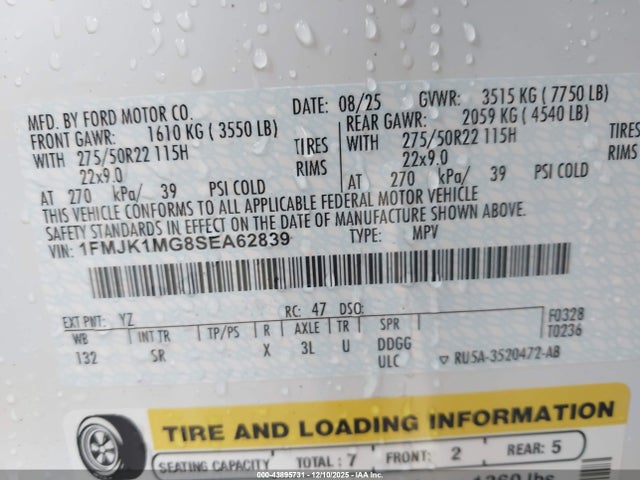 MFD. BY FORD MOTOR CO.
DATE: 08/25 GVWR: 3515 KG ( 7750 LB)
FRONT GAWR: 1610 KG ( 3550 LB)
REAR GAWR: 2059 KG ( 4540 LB)
WITH 275/50R22 115H TIRES
275/50R22 115H TIRES
22x9.0 RIMS
22x9.0 RIMS
AT 270 kPa/ 39 PSI COLD
AT 270 kPa/ 39 PSI COLD
THIS VEHICLE CONFORMS TO ALL APPLICABLE FEDERAL MOTOR VEHICLE
SAFETY STANDARDS IN EFFECT ON THE DATE OF MANUFACTURE SHOWN ABOVE.
VIN: 1FMJK1MG8SEA62839
TYPE: MPV
EXT PNT: YZ RC: 47 DSO:
F0328
T0236
WB INT TR TP/PS R AXLE TR SPR
132 SR X 3L U DDGG
ULC
▽ RU5A-3520472-AB
TIRE AND LOADING INFORMATION
SEATING CAPACITY TOTAL : 7 FRONT: 2 REAR: 5
000-43895731 - 12/10/2025 - IAA Inc.